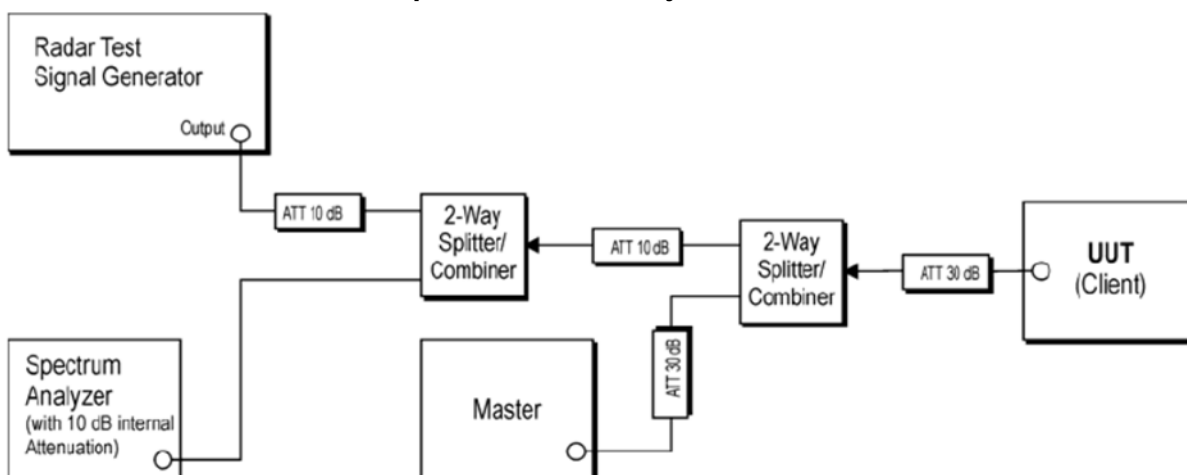 Radar Test
Signal Generator
Output
ATT 10 dB
2-Way
Splitter/
Combiner
ATT 10 dB
2-Way
Splitter/
Combiner
ATT 30 dB
UUT
(Client)
ATT 30 dB
Spectrum
Analyzer
(with 10 dB internal
Attenuation)
Master